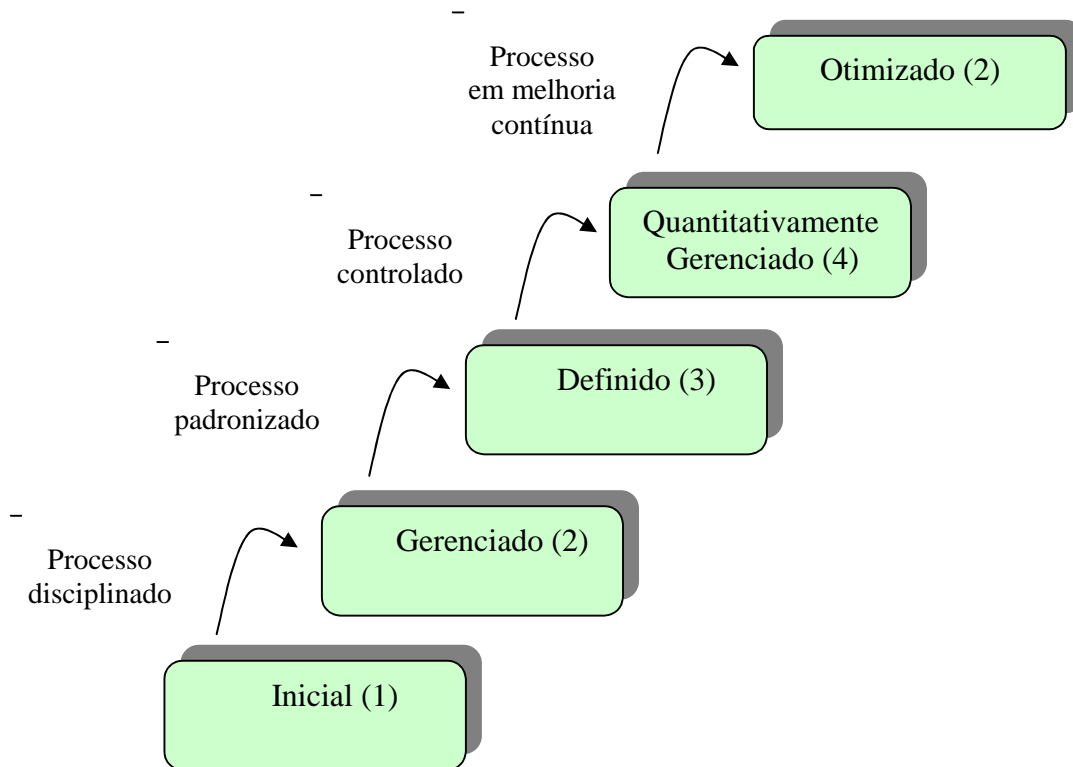 –
Processo
em melhoria
contínua
Otimizado (2)
–
Processo
controlado
Quantitativamente
Gerenciado (4)
–
Processo
padronizado
Definido (3)
–
Processo
disciplinado
Gerenciado (2)
Inicial (1)